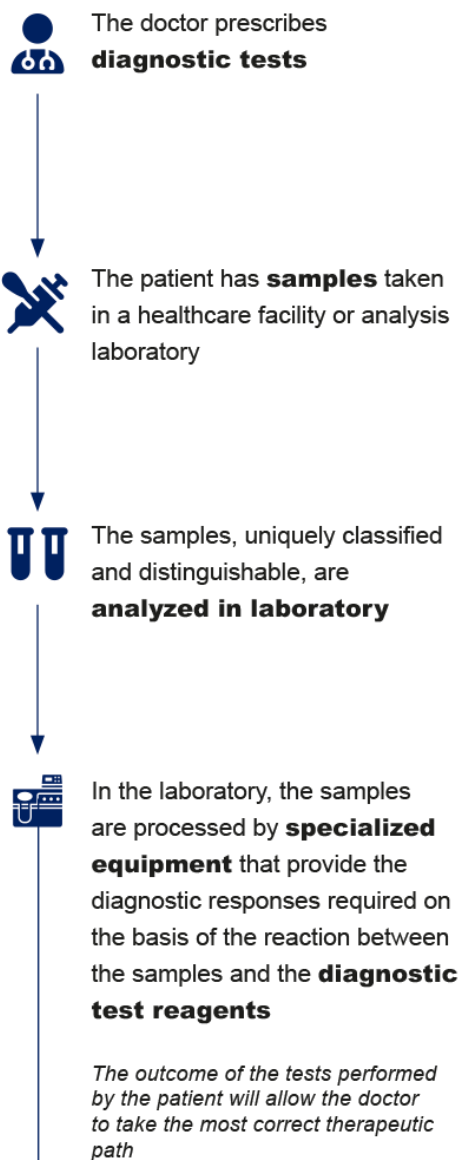 The doctor prescribes
diagnostic tests
The patient has samples taken
in a healthcare facility or analysis
laboratory
The samples, uniquely classified
and distinguishable, are
analyzed in laboratory
In the laboratory, the samples
are processed by specialized
equipment that provide the
diagnostic responses required on
the basis of the reaction between
the samples and the diagnostic
test reagents
The outcome of the tests performed
by the patient will allow the doctor
to take the most correct therapeutic
path